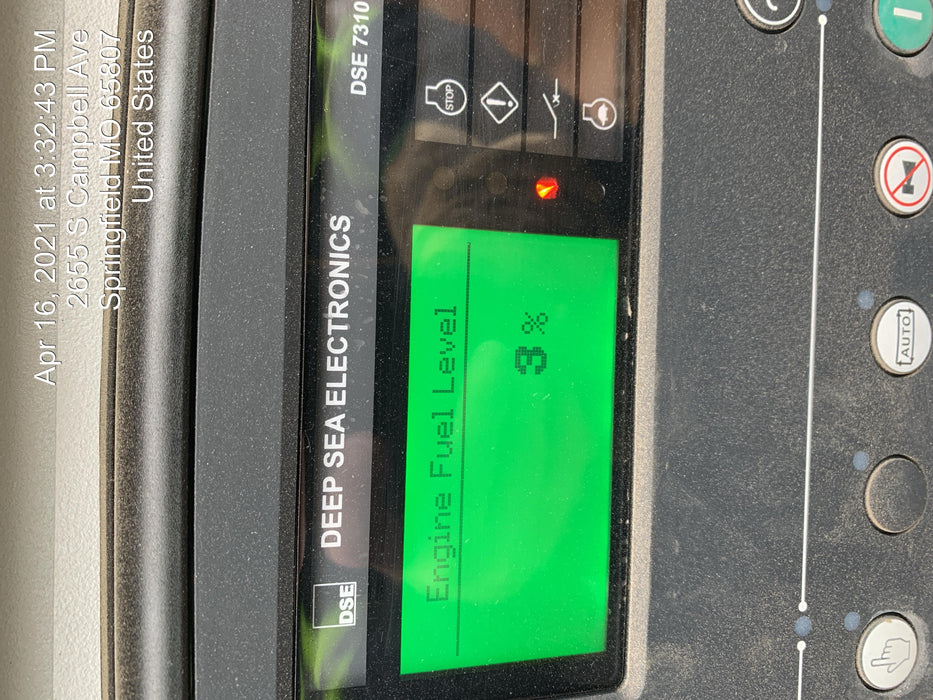 Apr 16, 2021 at 3:32:43 PM
2655 S Campbell Ave
Springfield MO 65807
United States
DSE
DEEP SEA ELECTRONICS
DSE 7310
Engine Fuel Level
3%
STOP
AUTO
I